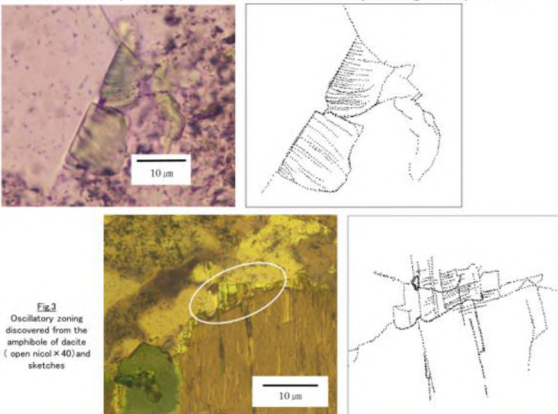 10 μm
Fig.3
Oscillatory zoning
discovered from the
amphibole of dacite
( open nicol×40)and
sketches
10 μm